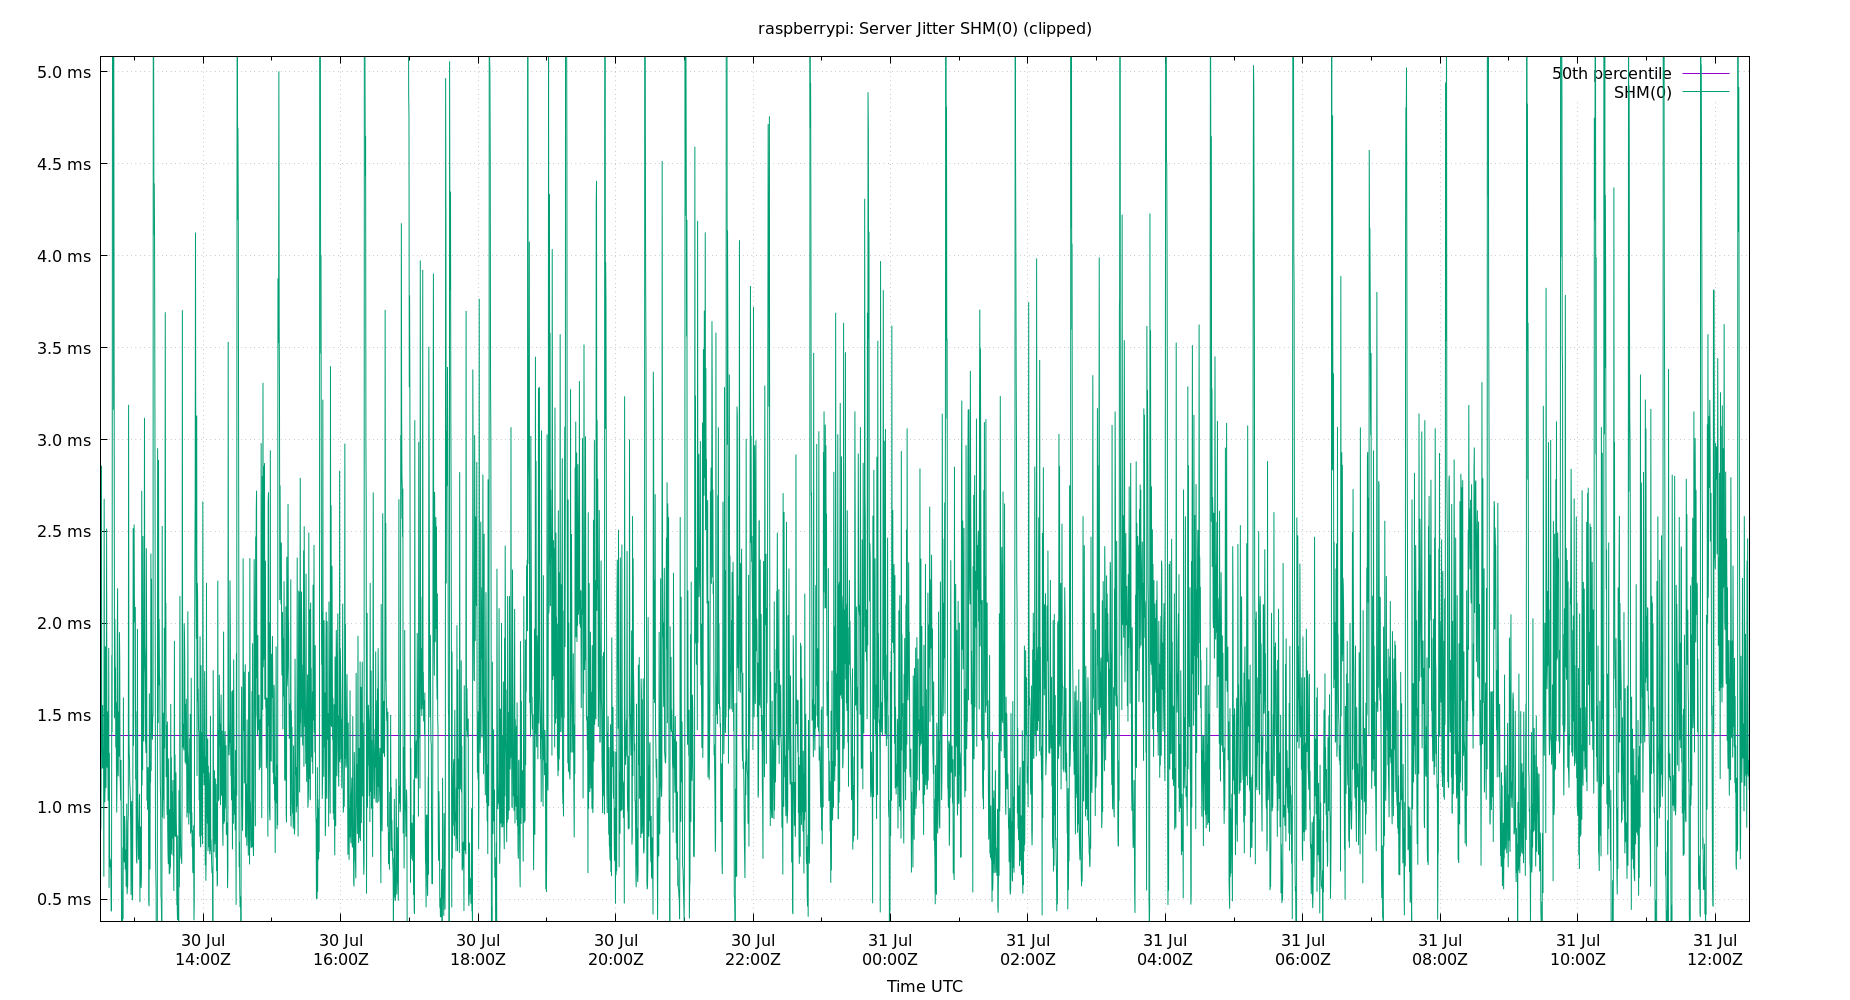 raspberrypi: Server Jitter SHM(0) (clipped)
5.0 ms
4.5 ms
4.0 ms
3.5 ms
3.0 ms
2.5 ms
2.0 ms
1.5 ms
1.0 ms
0.5 ms
50th percentile
SHM(0)
30 Jul 30 Jul 30 Jul 30 Jul 30 Jul 31 Jul 31 Jul 31 Jul 31 Jul 31 Jul 31 Jul 31 Jul
14:00Z 16:00Z 18:00Z 20:00Z 22:00Z 00:00Z 02:00Z 04:00Z 06:00Z 08:00Z 10:00Z 12:00Z
Time UTC